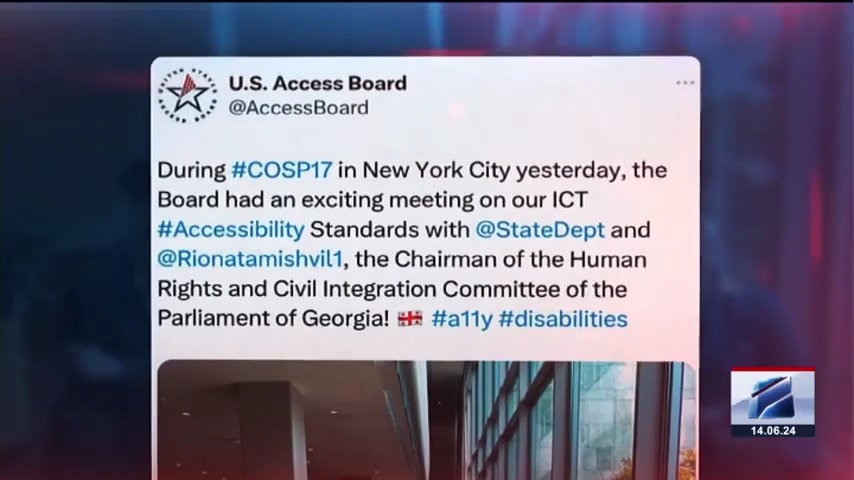 U.S. Access Board
@AccessBoard
During #COSP17 in New York City yesterday, the
Board had an exciting meeting on our ICT
#Accessibility Standards with @StateDept and
@Rionatamishvil1, the Chairman of the Human
Rights and Civil Integration Committee of the
Parliament of Georgia! 🇬🇪 #a11y #disabilities
14.06.24